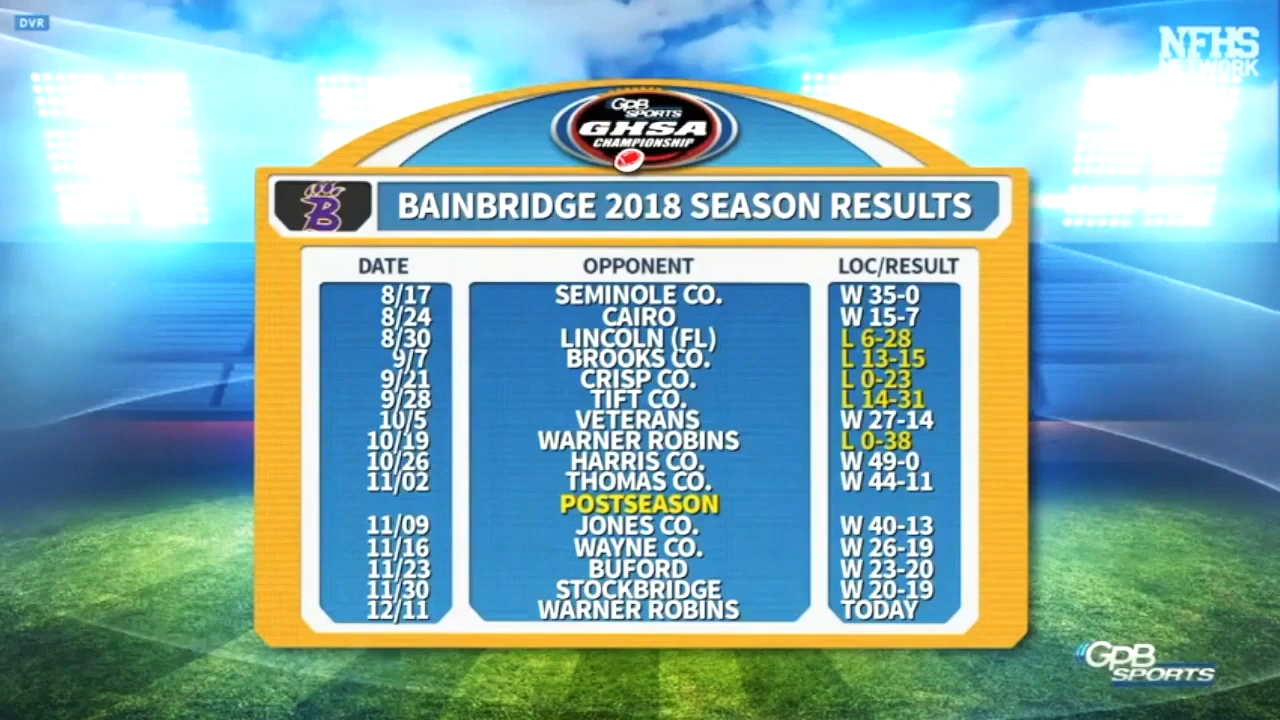 DVR
NFHS
NETWORK
GPB
SPORTS
GHSA
CHAMPIONSHIP
B
BAINBRIDGE 2018 SEASON RESULTS
DATE OPPONENT LOC/RESULT
8/17 SEMINOLE CO. W 35-0
8/24 CAIRO W 15-7
8/30 LINCOLN (FL) L 6-28
9/7 BROOKS CO. L 13-15
9/21 CRISP CO. L 0-23
9/28 TIFT CO. L 14-31
10/5 VETERANS W 27-14
10/19 WARNER ROBINS L 0-38
10/26 HARRIS CO. W 49-0
11/02 THOMAS CO. W 44-11
POSTSEASON
11/09 JONES CO. W 40-13
11/16 WAYNE CO. W 26-19
11/23 BUFORD W 23-20
11/30 STOCKBRIDGE W 20-19
12/11 WARNER ROBINS TODAY
GPB
SPORTS